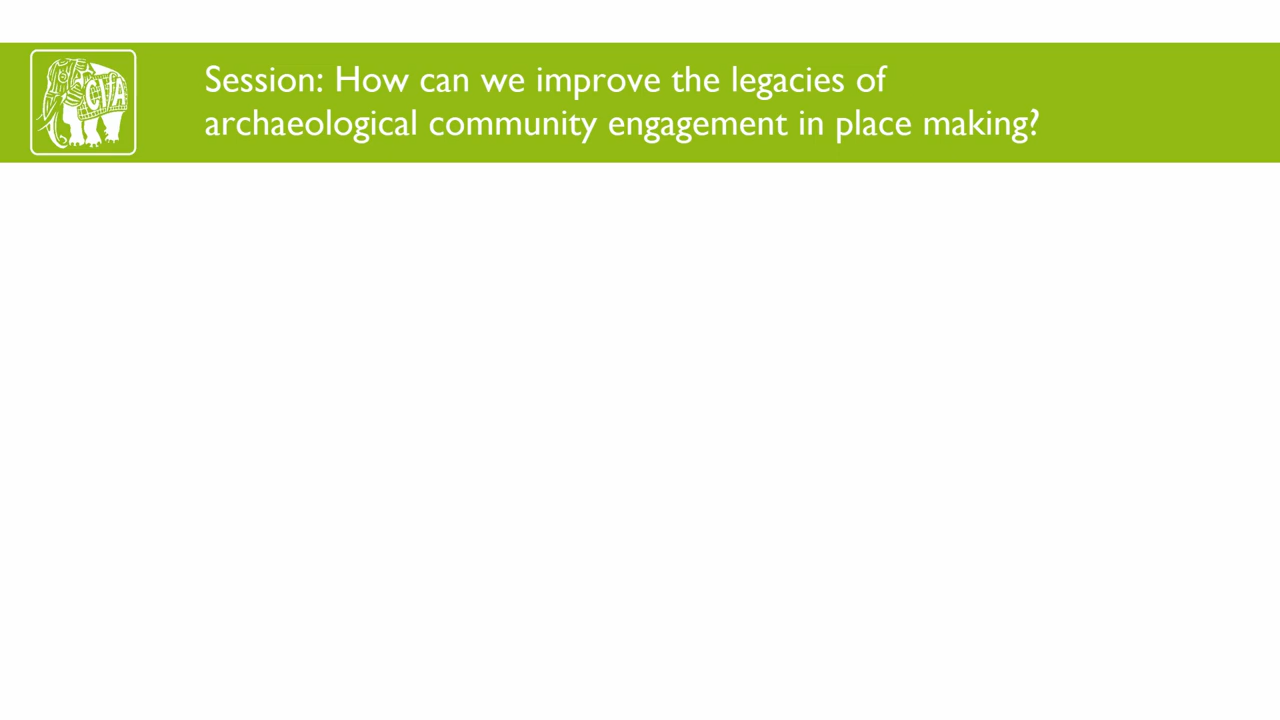 CIfA
Session: How can we improve the legacies of
archaeological community engagement in place making?